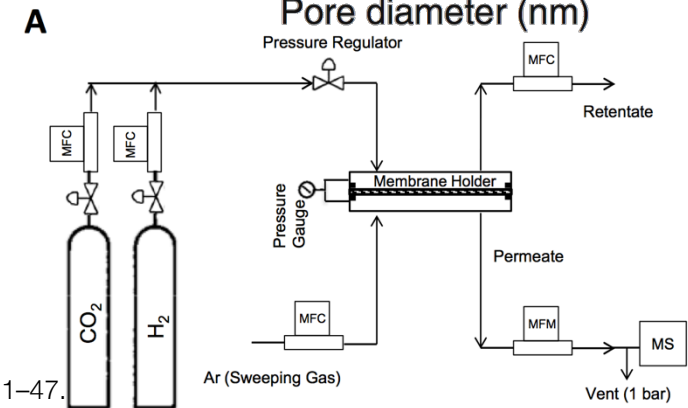 Pore diameter (nm)
A
Pressure Regulator
MFC
Retentate
MFC
MFC
Membrane Holder
Pressure
Gauge
Permeate
CO2
H2
MFC
MFM
MS
Ar (Sweeping Gas)
Vent (1 bar)
1–47.